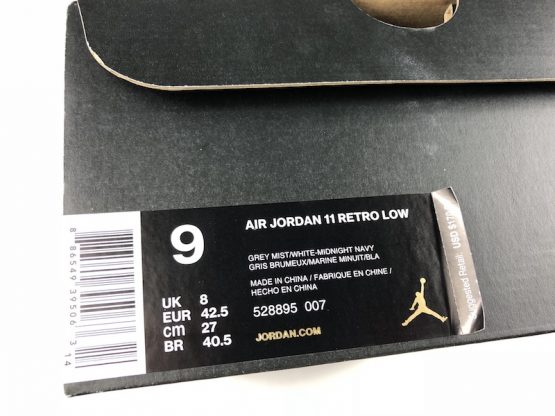 9
AIR JORDAN 11 RETRO LOW
GREY MIST/WHITE-MIDNIGHT NAVY
GRIS BRUMEUX/MARINE MINUIT/BLA
MADE IN CHINA / FABRIQUE EN CHINE /
HECHO EN CHINA
528895 007
JORDAN.COM
UK 8
EUR 42.5
CM 27
BR 40.5
8 86549 39506 3 14
Suggested Retail: USD